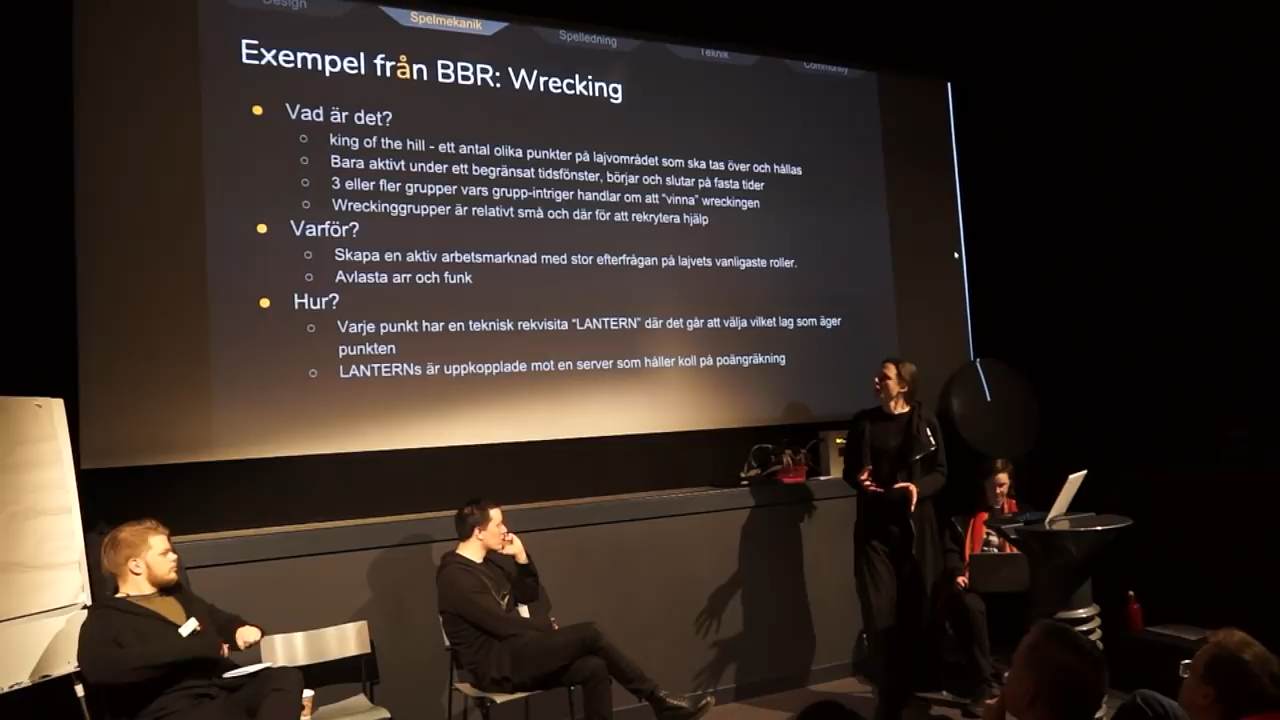 Design
Spelmekanik
Spelledning
Teknik
Community
Exempel från BBR: Wrecking
Vad är det?
king of the hill - ett antal olika punkter på lajvområdet som ska tas över och hållas
Bara aktivt under ett begränsat tidsfönster, börjar och slutar på fasta tider
3 eller fler grupper vars grupp-intriger handlar om att "vinna" wreckingen
Wreckinggrupper är relativt små och där för att rekrytera hjälp
Varför?
Skapa en aktiv arbetsmarknad med stor efterfrågan på lajvets vanligaste roller.
Avlasta arr och funk
Hur?
Varje punkt har en teknisk rekvisita "LANTERN" där det går att välja vilket lag som äger
punkten
LANTERNs är uppkopplade mot en server som håller koll på poängräkning